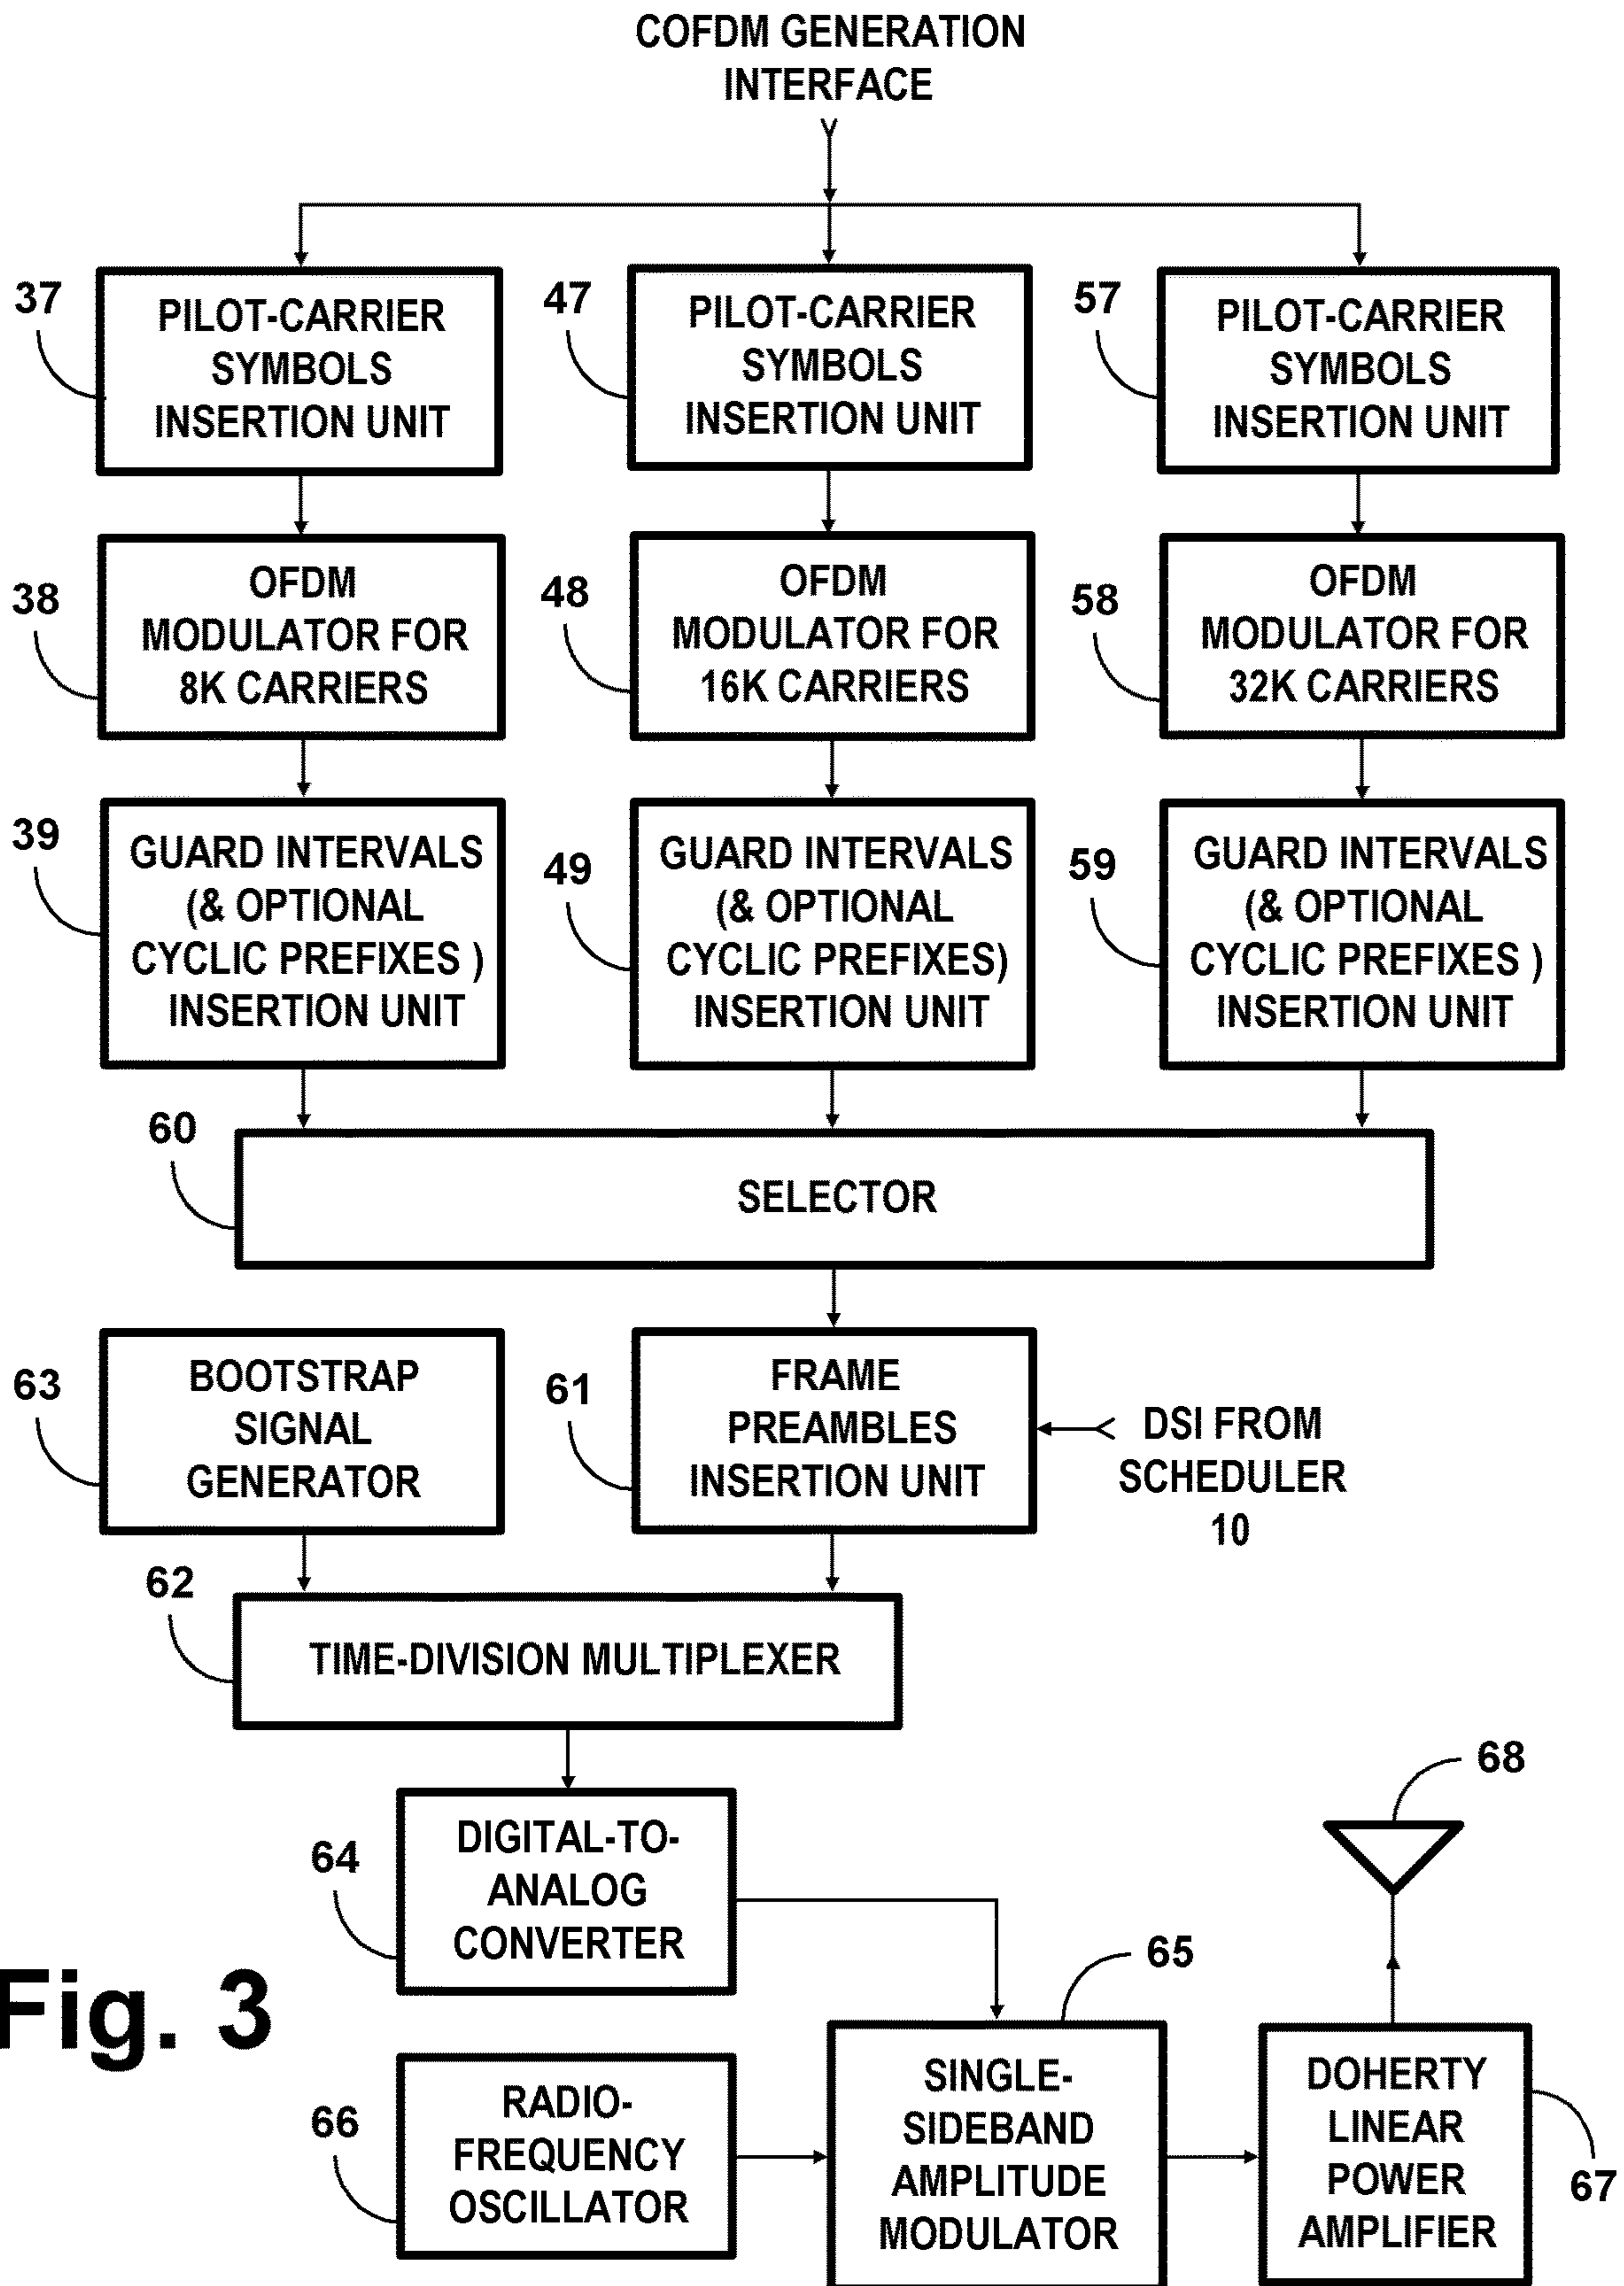 COFDM GENERATION
INTERFACE
37
PILOT-CARRIER
SYMBOLS
INSERTION UNIT
47
PILOT-CARRIER
SYMBOLS
INSERTION UNIT
57
PILOT-CARRIER
SYMBOLS
INSERTION UNIT
38
OFDM
MODULATOR FOR
8K CARRIERS
48
OFDM
MODULATOR FOR
16K CARRIERS
58
OFDM
MODULATOR FOR
32K CARRIERS
39
GUARD INTERVALS
(& OPTIONAL
CYCLIC PREFIXES )
INSERTION UNIT
49
GUARD INTERVALS
(& OPTIONAL
CYCLIC PREFIXES)
INSERTION UNIT
59
GUARD INTERVALS
(& OPTIONAL
CYCLIC PREFIXES )
INSERTION UNIT
60
SELECTOR
63
BOOTSTRAP
SIGNAL
GENERATOR
61
FRAME
PREAMBLES
INSERTION UNIT
DSI FROM
SCHEDULER
10
62
TIME-DIVISION MULTIPLEXER
64
DIGITAL-TO-
ANALOG
CONVERTER
68
Fig. 3
66
RADIO-
FREQUENCY
OSCILLATOR
65
SINGLE-
SIDEBAND
AMPLITUDE
MODULATOR
DOHERTY
LINEAR
POWER
AMPLIFIER
67